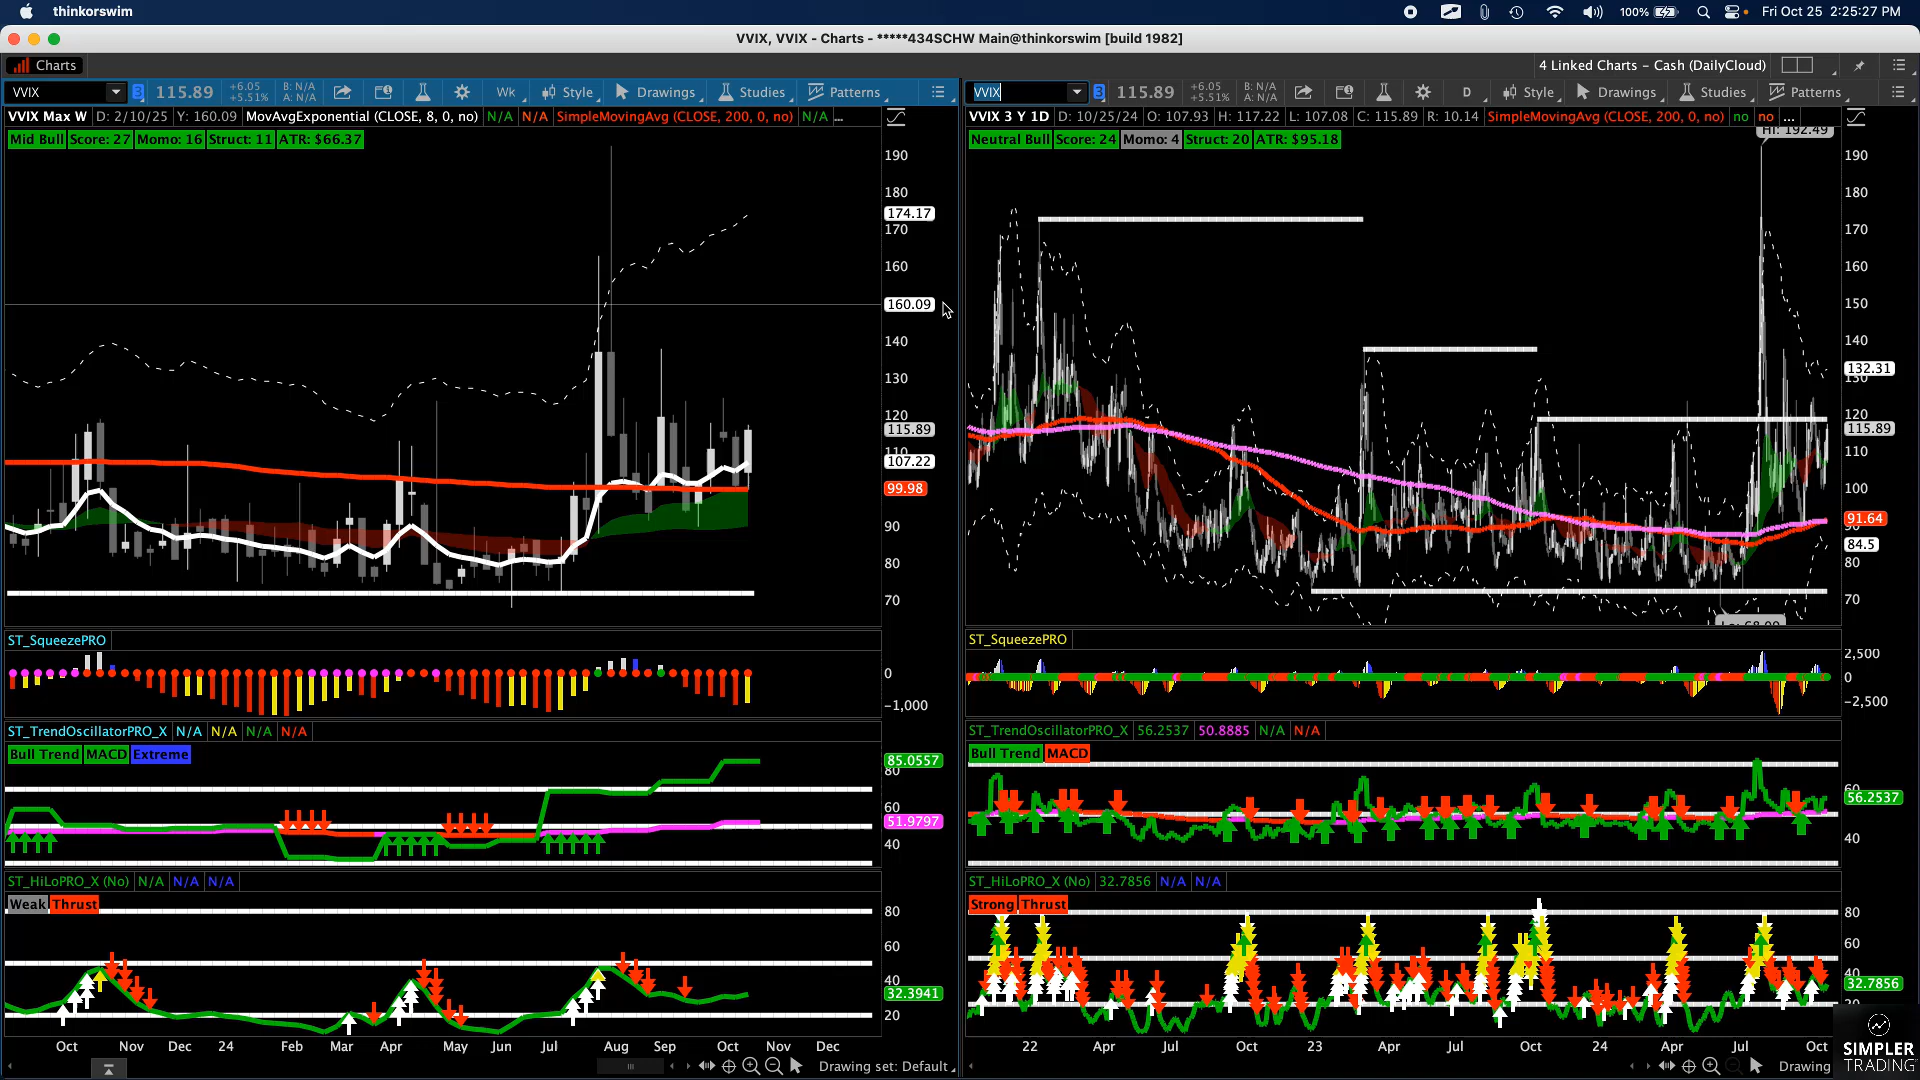 thinkorswim
100%
Fri Oct 25 2:25:27 PM
VVIX, VVIX - Charts - *****434SCHW Main@thinkorswim [build 1982]
Charts
4 Linked Charts - Cash (DailyCloud)
VVIX
3
115.89
+6.05
+5.51%
B: N/A
A: N/A
Wk
Style
Drawings
Studies
Patterns
VVIX
3
115.89
+6.05
+5.51%
B: N/A
A: N/A
D
Style
Drawings
Studies
Patterns
VVIX Max W D: 2/10/25 Y: 160.09 MovAvgExponential (CLOSE, 8, 0, no) N/A N/A SimpleMovingAvg (CLOSE, 200, 0, no) N/A ...
Mid Bull Score: 27 Momo: 16 Struct: 11 ATR: $66.37
190
180
174.17
170
160
160.09
140
130
120
115.89
110
107.22
99.98
90
80
70
ST_SqueezePRO
0
-1,000
ST_TrendOscillatorPRO_X N/A N/A N/A N/A
Bull Trend MACD Extreme
85.0557
80
60
51.9797
40
ST_HiLoPRO_X (No) N/A N/A N/A
Weak Thrust
80
60
40
32.3941
20
Oct Nov Dec 24 Feb Mar Apr May Jun Jul Aug Sep Oct Nov Dec
Drawing set: Default
VVIX 3 Y 1D D: 10/25/24 O: 107.93 H: 117.22 L: 107.08 C: 115.89 R: 10.14 SimpleMovingAvg (CLOSE, 200, 0, no) no no ...
Neutral Bull Score: 24 Momo: 4 Struct: 20 ATR: $95.18
Hi: 192.49
190
180
170
160
150
140
132.31
130
120
115.89
110
100
91.64
90
84.5
80
70
ST_SqueezePRO
2,500
0
-2,500
ST_TrendOscillatorPRO_X 56.2537 50.8885 N/A N/A
Bull Trend MACD
60
56.2537
40
ST_HiLoPRO_X (No) 32.7856 N/A N/A
Strong Thrust
80
60
40
32.7856
20
22 Apr Jul Oct 23 Apr Jul Oct 24 Apr Jul Oct
Drawing
SIMPLER
TRADING